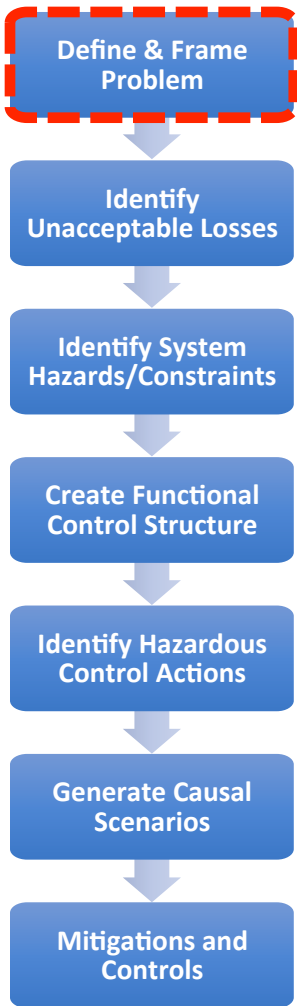 Define & Frame
Problem
Identify
Unacceptable Losses
Identify System
Hazards/Constraints
Create Functional
Control Structure
Identify Hazardous
Control Actions
Generate Causal
Scenarios
Mitigations and
Controls